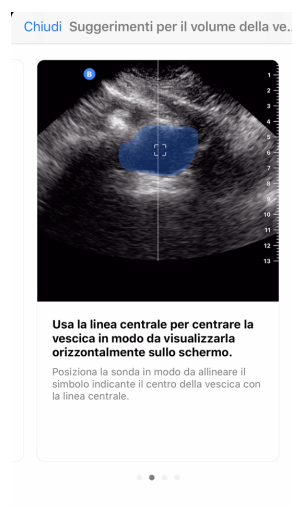 Chiudi Suggerimenti per il volume della ve...
B
1
2
3
4
5
6
7
8
9
10
11
12
13
Usa la linea centrale per centrare la
vescica in modo da visualizzarla
orizzontalmente sullo schermo.
Posiziona la sonda in modo da allineare il
simbolo indicante il centro della vescica con
la linea centrale.